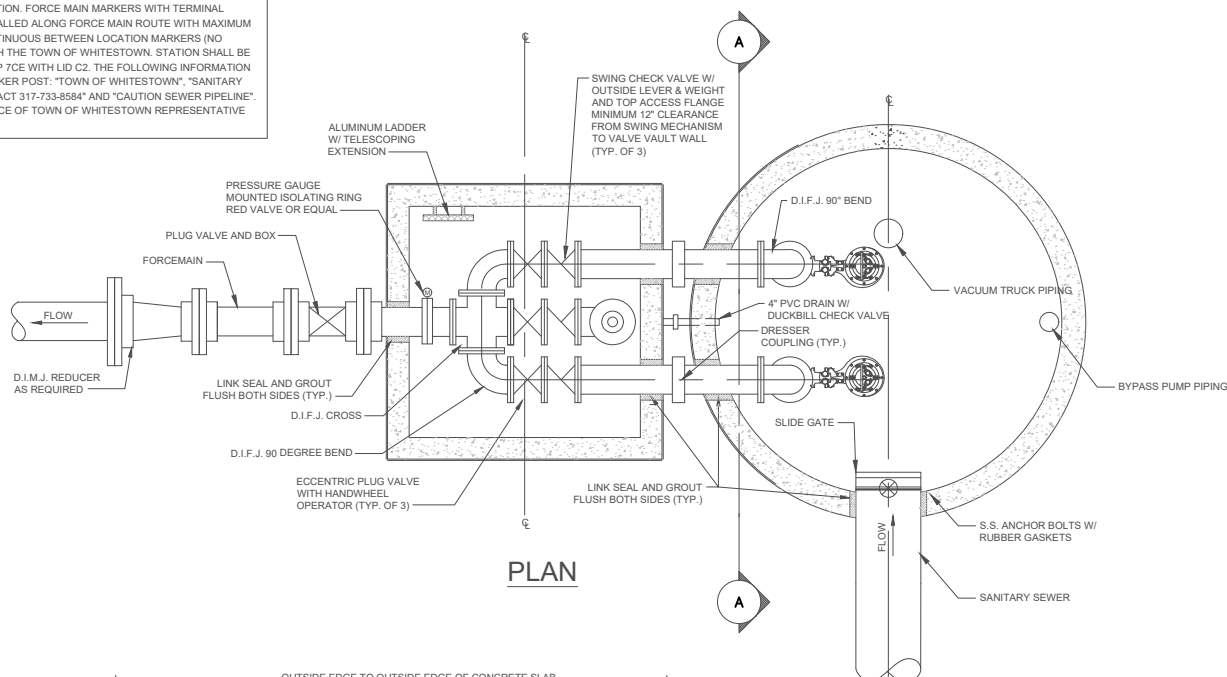 TION. FORCE MAIN MARKERS WITH TERMINAL
ALLED ALONG FORCE MAIN ROUTE WITH MAXIMUM
TINUOUS BETWEEN LOCATION MARKERS (NO
H THE TOWN OF WHITESTOWN. STATION SHALL BE
P 7CE WITH LID C2. THE FOLLOWING INFORMATION
KER POST: "TOWN OF WHITESTOWN", "SANITARY
ACT 317-733-8584" AND "CAUTION SEWER PIPELINE".
CE OF TOWN OF WHITESTOWN REPRESENTATIVE
ALUMINUM LADDER
W/ TELESCOPING
EXTENSION
SWING CHECK VALVE W/
OUTSIDE LEVER & WEIGHT
AND TOP ACCESS FLANGE
MINIMUM 12" CLEARANCE
FROM SWING MECHANISM
TO VALVE VAULT WALL
(TYP. OF 3)
A
PRESSURE GAUGE
MOUNTED ISOLATING RING
RED VALVE OR EQUAL
PLUG VALVE AND BOX
FORCEMAIN
M
D.I.F.J. 90° BEND
VACUUM TRUCK PIPING
FLOW
4" PVC DRAIN W/
DUCKBILL CHECK VALVE
DRESSER
COUPLING (TYP.)
D.I.M.J. REDUCER
AS REQUIRED
LINK SEAL AND GROUT
FLUSH BOTH SIDES (TYP.)
D.I.F.J. CROSS
BYPASS PUMP PIPING
SLIDE GATE
D.I.F.J. 90 DEGREE BEND
ECCENTRIC PLUG VALVE
WITH HANDWHEEL
OPERATOR (TYP. OF 3)
LINK SEAL AND GROUT
FLUSH BOTH SIDES (TYP.)
S.S. ANCHOR BOLTS W/
RUBBER GASKETS
FLOW
PLAN
A
SANITARY SEWER
OUTSIDE EDGE TO OUTSIDE EDGE OF CONCRETE SLAB